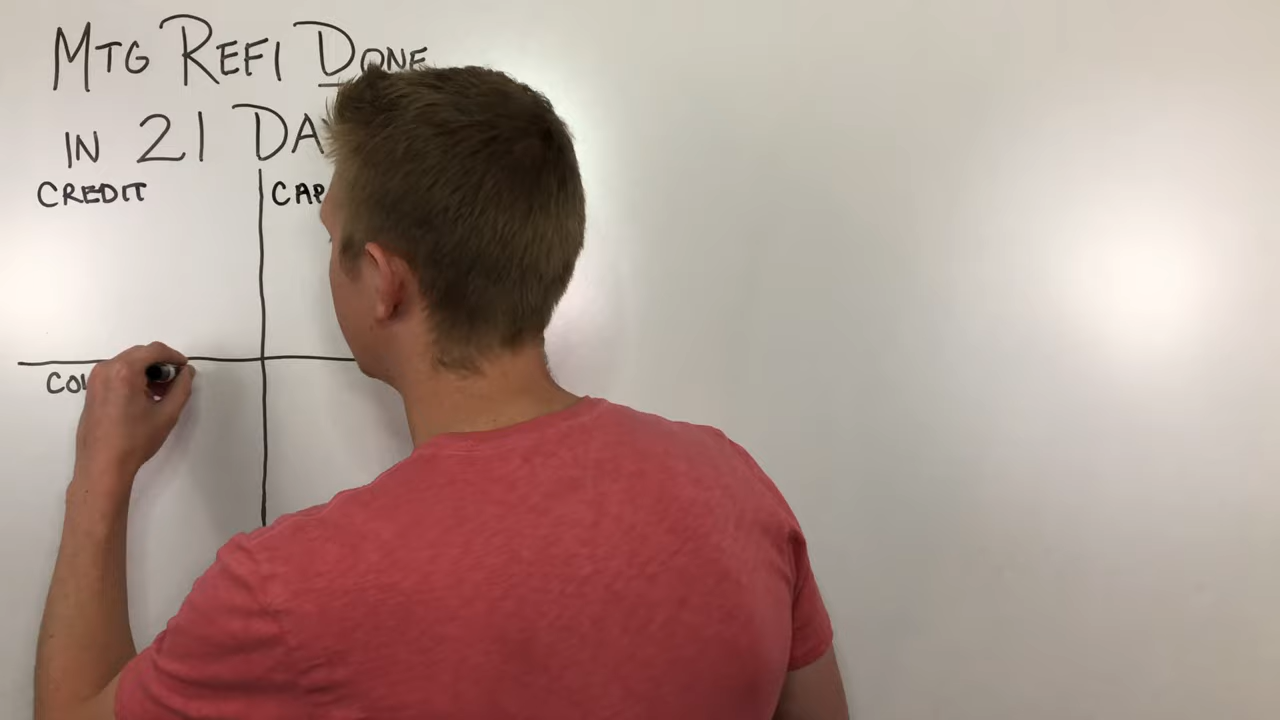 MTG REFI DONE
IN 21 DA
CREDIT
CAP
COL